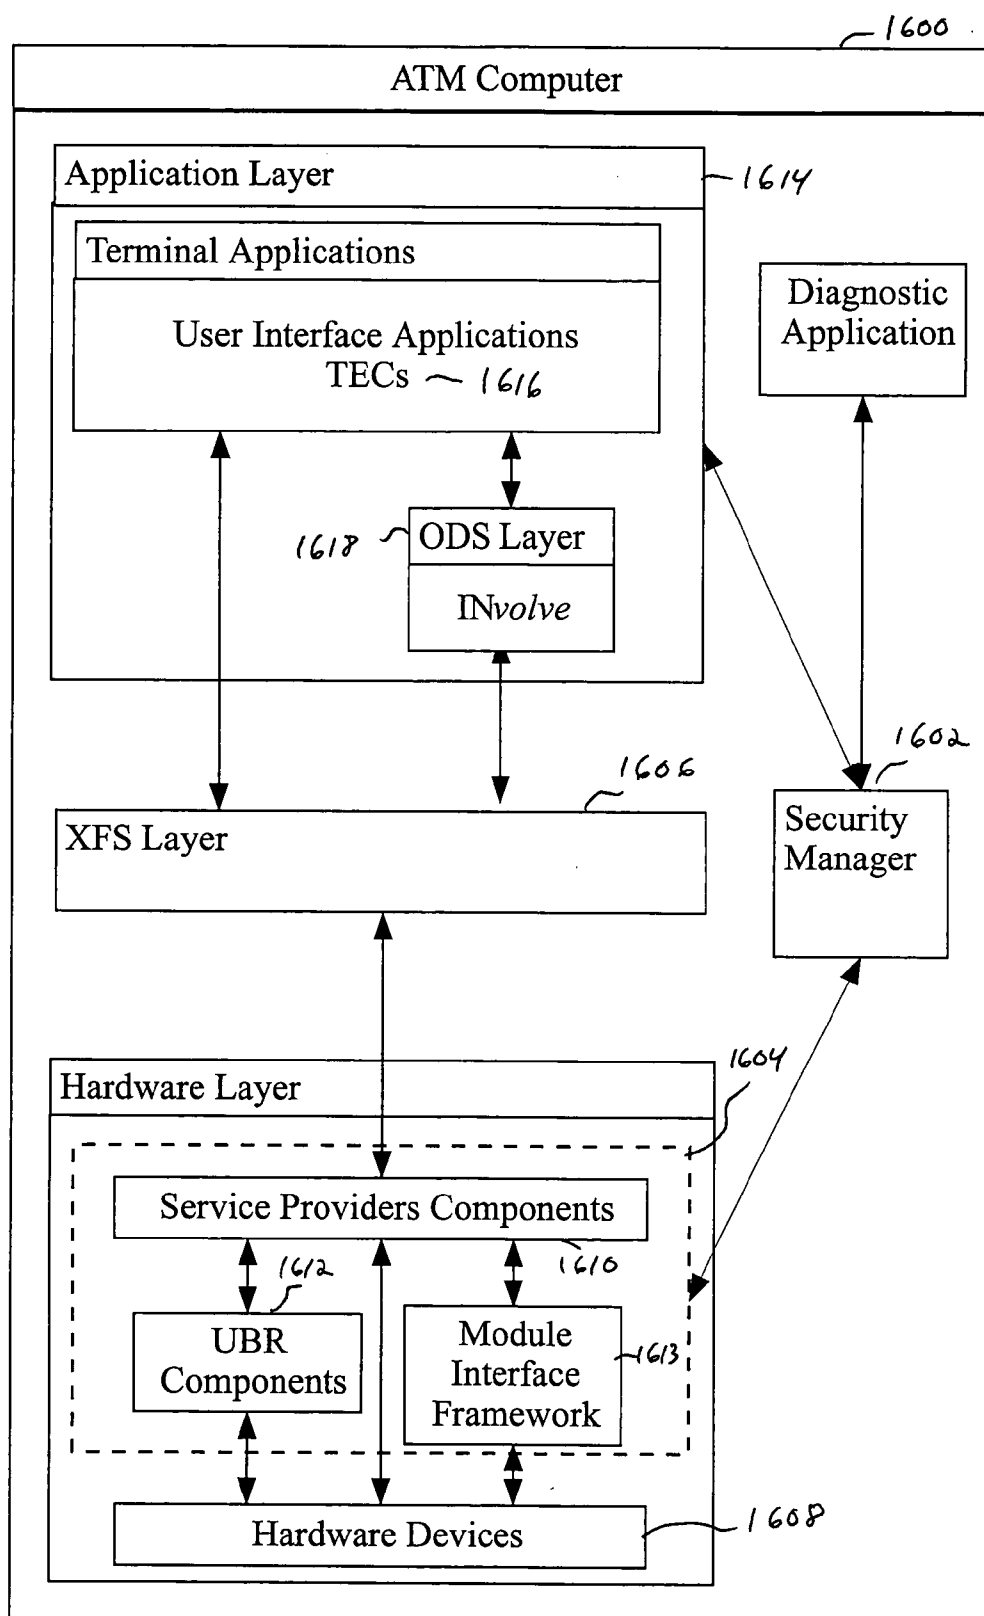 1600
ATM Computer
Application Layer
1614
Terminal Applications
User Interface Applications
TECs 1616
Diagnostic
Application
1618
ODS Layer
INvolve
1602
1606
XFS Layer
Security
Manager
1604
Hardware Layer
Service Providers Components
1610
1612
UBR
Components
Module
Interface
Framework
1613
Hardware Devices
1608